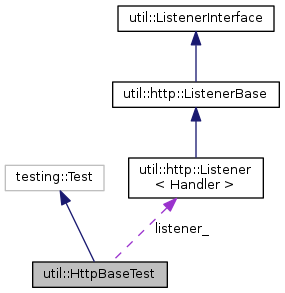 util::ListenerInterface
util::http::ListenerBase
testing::Test
util::http::Listener
< Handler >
listener_
util::HttpBaseTest